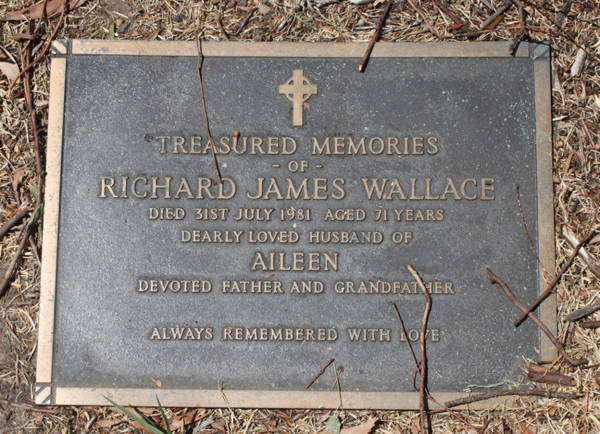 TREASURED MEMORIES
- OF -
RICHARD JAMES WALLACE
DIED 31ST JULY 1981 AGED 71 YEARS
DEARLY LOVED HUSBAND OF
AILEEN
DEVOTED FATHER AND GRANDFATHER
ALWAYS REMEMBERED WITH LOVE